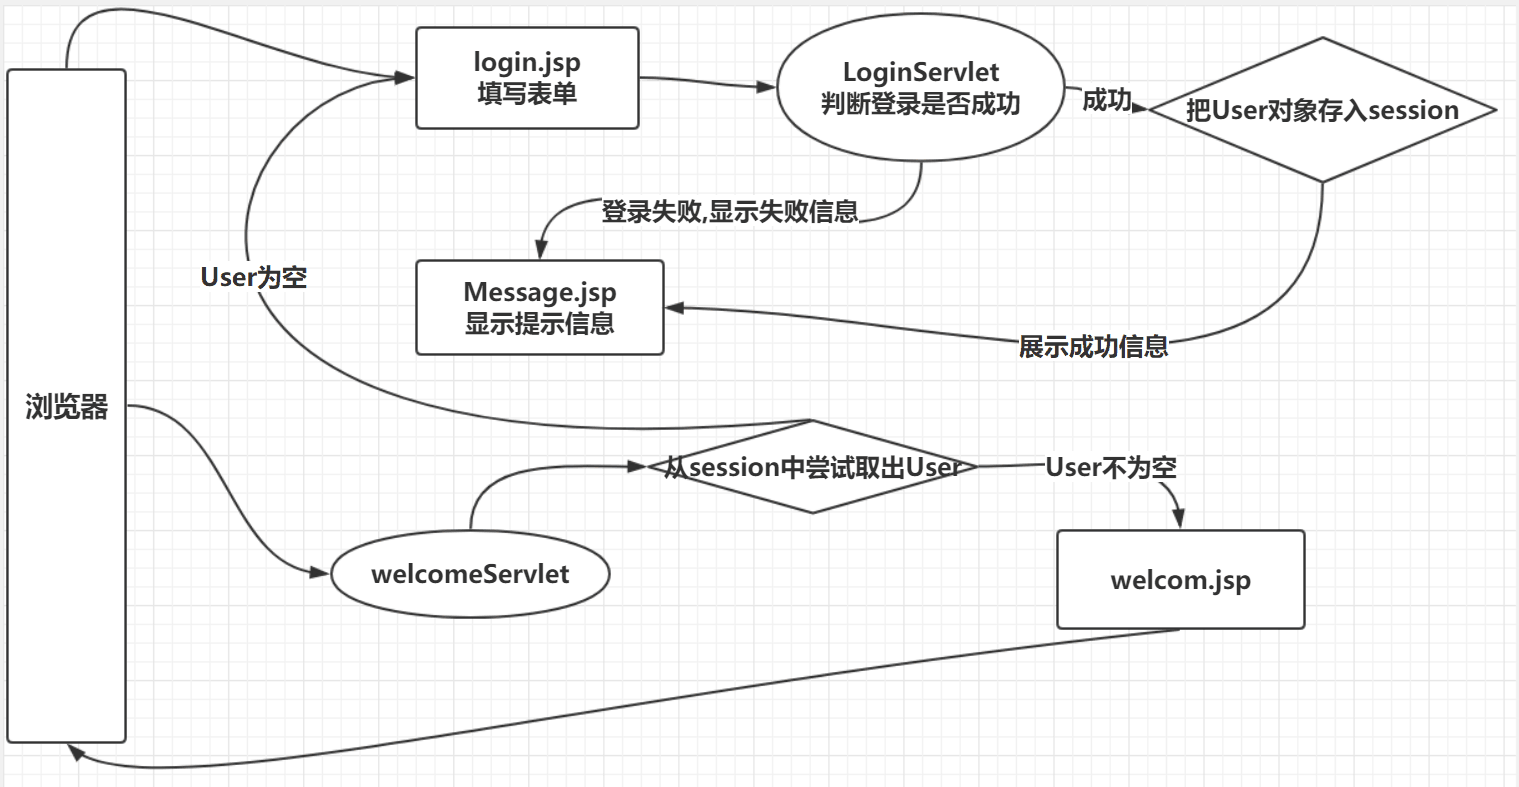 login.jsp
填写表单
LoginServlet
判断登录是否成功
成功
把User对象存入session
登录失败,显示失败信息
User为空
Message.jsp
显示提示信息
展示成功信息
浏览器
从session中尝试取出User
User不为空
welcomeServlet
welcom.jsp